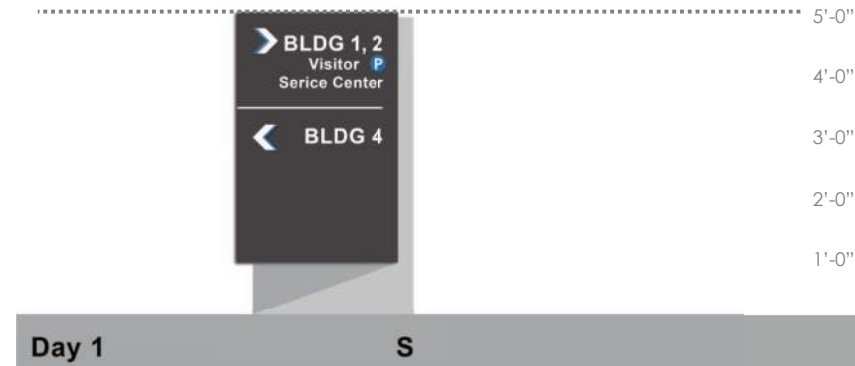 BLDG 1, 2
Visitor P
Serice Center
BLDG 4
5'-0"
4'-0"
3'-0"
2'-0"
1'-0"
Day 1
S